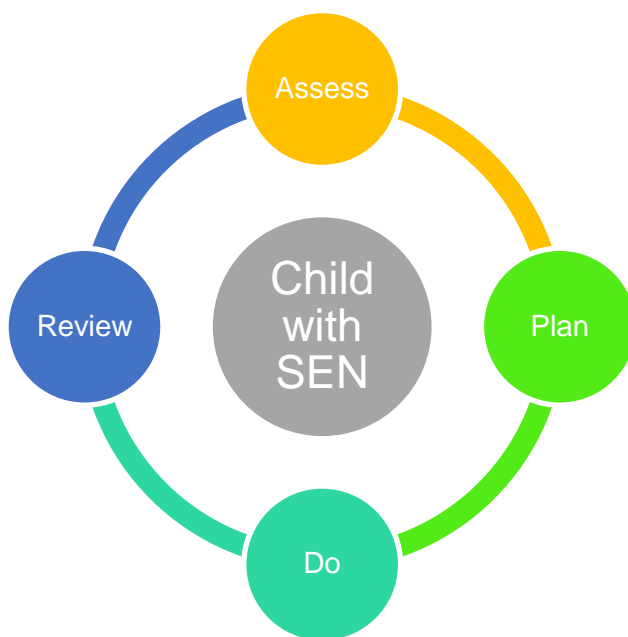 Assess
Child
with
SEN
Review
Plan
Do